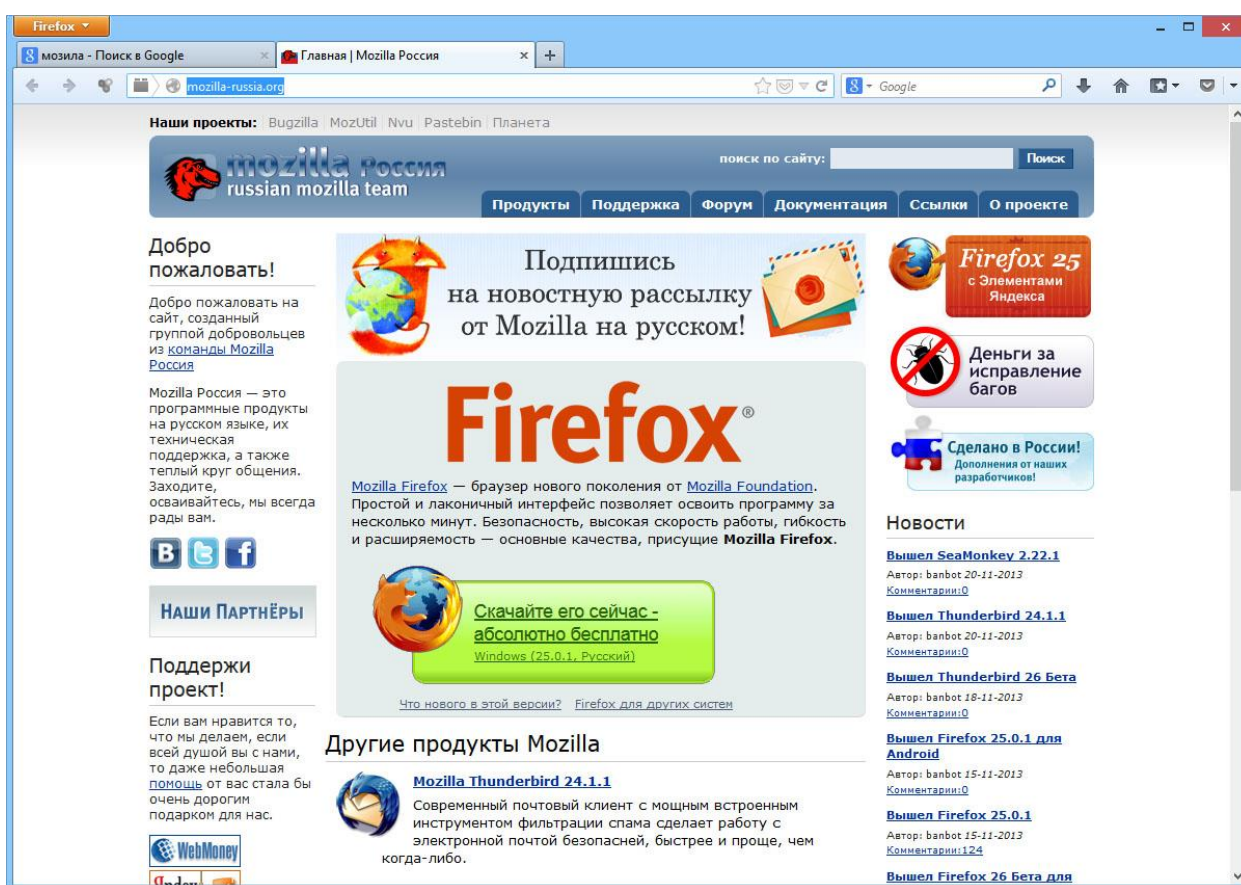 Firefox
мозила - Поиск в Google
Главная | Mozilla Россия
mozilla-russia.org
Google
Наши проекты: Bugzilla MozUtil Nvu Pastebin Планета
mozilla Россия
russian mozilla team
поиск по сайту:
Поиск
Продукты
Поддержка
Форум
Документация
Ссылки
О проекте
Добро
пожаловать!
Добро пожаловать на
сайт, созданный
группой добровольцев
из команды Mozilla
Россия
Mozilla Россия — это
программные продукты
на русском языке, их
техническая
поддержка, а также
теплый круг общения.
Заходите,
осваивайтесь, мы всегда
рады вам.
Наши Партнёры
Поддержи
проект!
Если вам нравится то,
что мы делаем, если
всей душой вы с нами,
то даже небольшая
помощь от вас стала бы
очень дорогим
подарком для нас.
WebMoney
Яndex
Подпишись
на новостную рассылку
от Mozilla на русском!
Firefox®
Mozilla Firefox — браузер нового поколения от Mozilla Foundation.
Простой и лаконичный интерфейс позволяет освоить программу за
несколько минут. Безопасность, высокая скорость работы, гибкость
и расширяемость — основные качества, присущие Mozilla Firefox.
Скачайте его сейчас -
абсолютно бесплатно
Windows (25.0.1, Русский)
Что нового в этой версии? Firefox для других систем
Другие продукты Mozilla
Mozilla Thunderbird 24.1.1
Современный почтовый клиент с мощным встроенным
инструментом фильтрации спама сделает работу с
электронной почтой безопасней, быстрее и проще, чем
когда-либо.
Firefox 25
с Элементами
Яндекса
Деньги за
исправление
багов
Сделано в России!
Дополнения от наших
разработчиков!
Новости
Вышел SeaMonkey 2.22.1
Автор: banbot 20-11-2013
Комментарии:0
Вышел Thunderbird 24.1.1
Автор: banbot 20-11-2013
Комментарии:0
Вышел Thunderbird 26 Бета
Автор: banbot 18-11-2013
Комментарии:0
Вышел Firefox 25.0.1 для
Android
Автор: banbot 15-11-2013
Комментарии:0
Вышел Firefox 25.0.1
Автор: banbot 15-11-2013
Комментарии:124
Вышел Firefox 26 Бета для